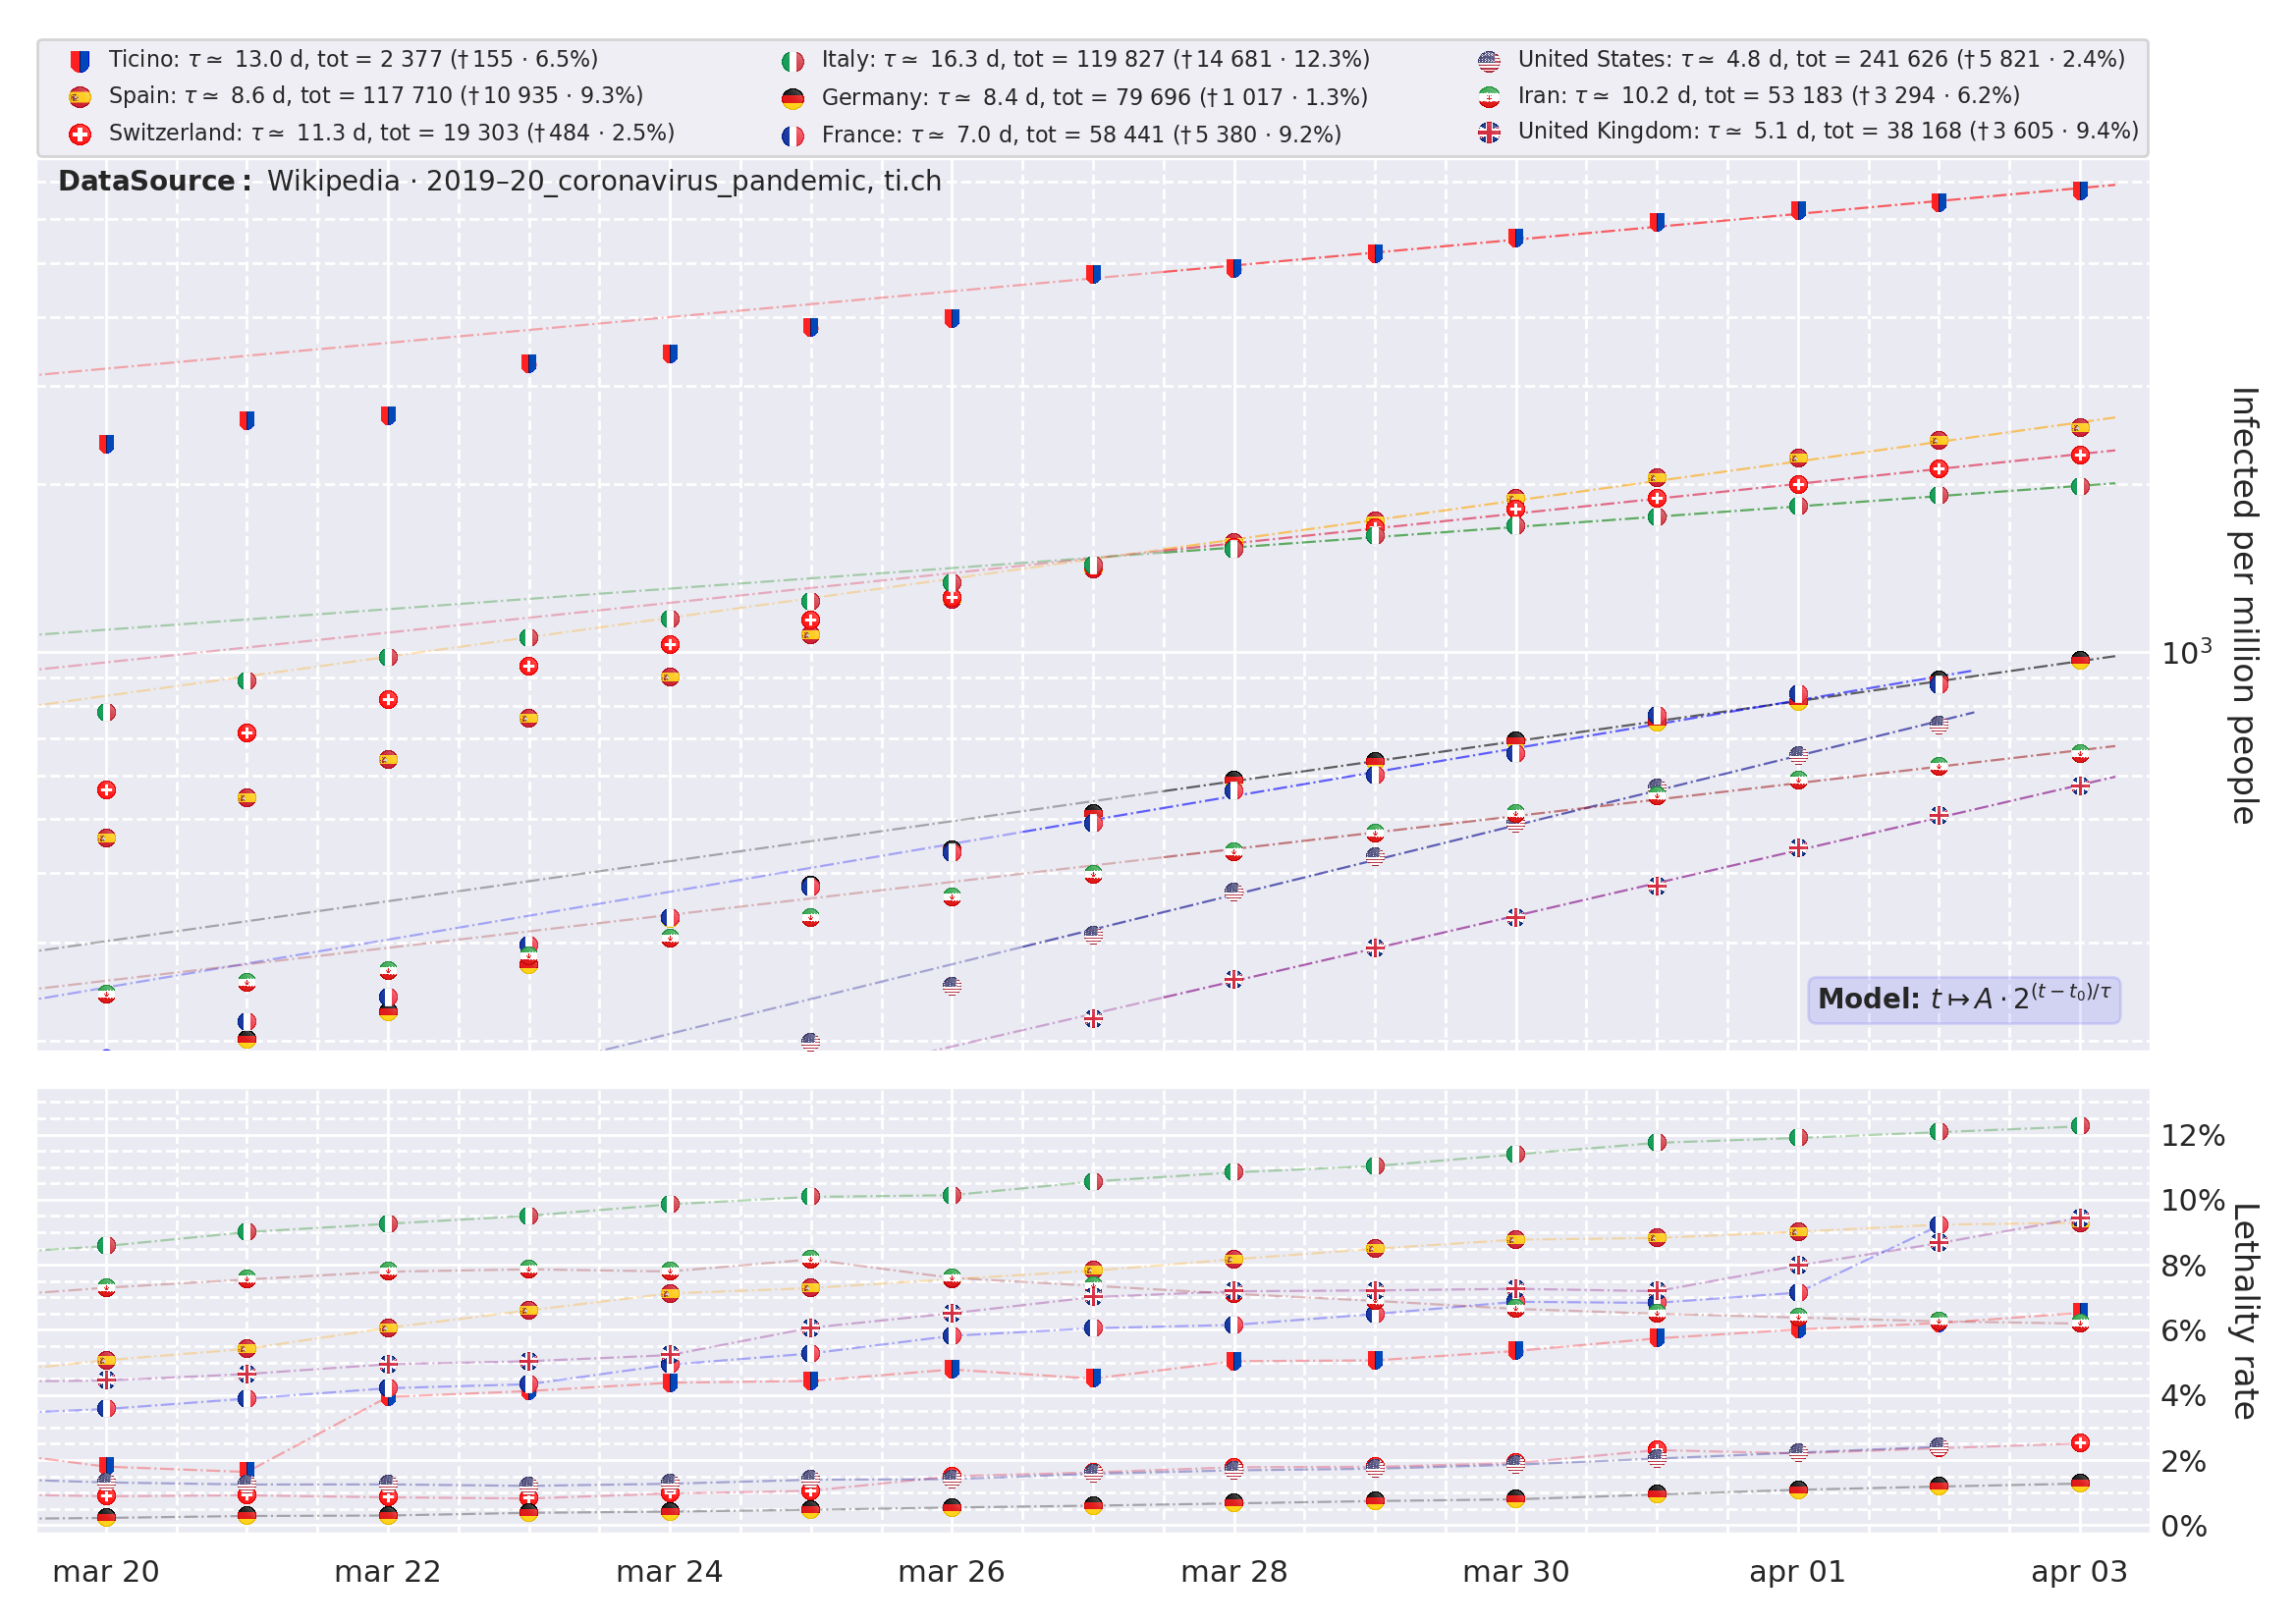 Ticino: τ ≃ 13.0 d, tot = 2 377 († 155 · 6.5%)
Spain: τ ≃ 8.6 d, tot = 117 710 († 10 935 · 9.3%)
Switzerland: τ ≃ 11.3 d, tot = 19 303 († 484 · 2.5%)
Italy: τ ≃ 16.3 d, tot = 119 827 († 14 681 · 12.3%)
Germany: τ ≃ 8.4 d, tot = 79 696 († 1 017 · 1.3%)
France: τ ≃ 7.0 d, tot = 58 441 († 5 380 · 9.2%)
United States: τ ≃ 4.8 d, tot = 241 626 († 5 821 · 2.4%)
Iran: τ ≃ 10.2 d, tot = 53 183 († 3 294 · 6.2%)
United Kingdom: τ ≃ 5.1 d, tot = 38 168 († 3 605 · 9.4%)
DataSource : Wikipedia · 2019–20_coronavirus_pandemic, ti.ch
10³
Infected per million people
Model: t ↦ A · 2^{(t − t₀)/τ}
12%
10%
8%
6%
4%
2%
0%
Lethality rate
mar 20
mar 22
mar 24
mar 26
mar 28
mar 30
apr 01
apr 03